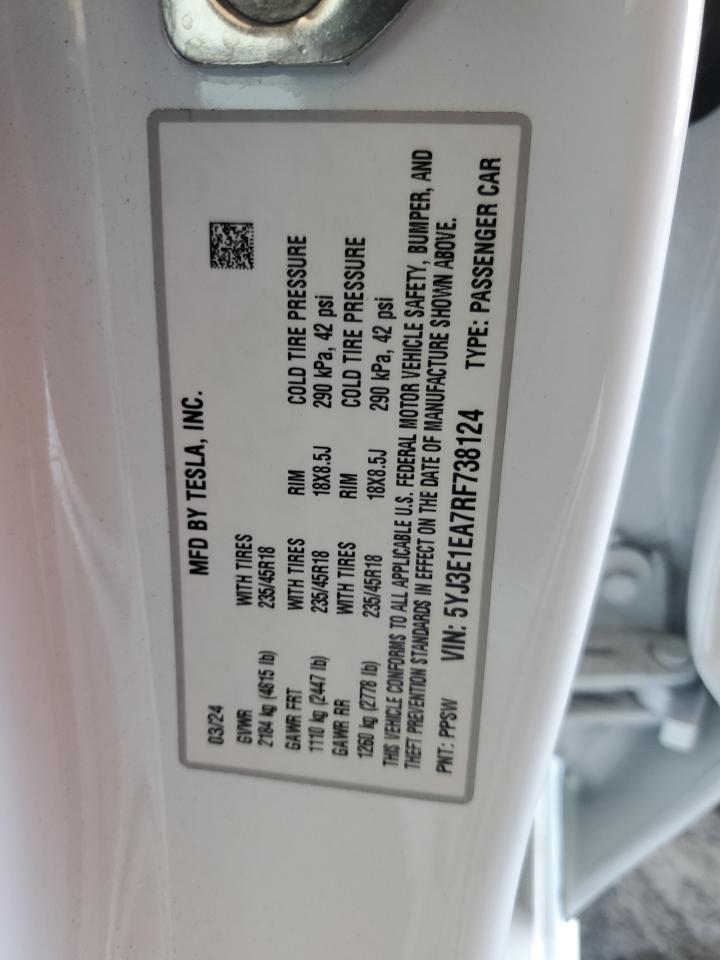 MFD BY TESLA, INC.
03/24
GVWR WITH TIRES RIM COLD TIRE PRESSURE
2184 kg (4815 lb) 235/45R18 18X8.5J 290 kPa, 42 psi
GAWR FRT WITH TIRES RIM COLD TIRE PRESSURE
1110 kg (2447 lb) 235/45R18 18X8.5J 290 kPa, 42 psi
GAWR RR WITH TIRES
1260 kg (2778 lb) 235/45R18
THIS VEHICLE CONFORMS TO ALL APPLICABLE U.S. FEDERAL MOTOR VEHICLE SAFETY, BUMPER, AND
THEFT PREVENTION STANDARDS IN EFFECT ON THE DATE OF MANUFACTURE SHOWN ABOVE.
PNT: PPSW VIN: 5YJ3E1EA7RF738124 TYPE: PASSENGER CAR